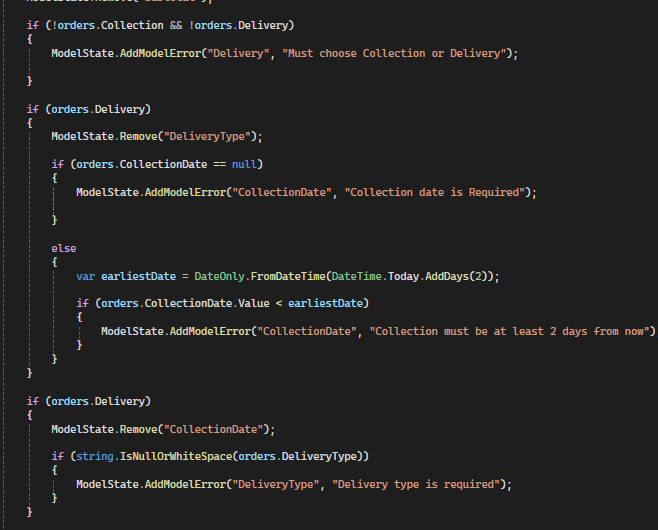 if (!orders.Collection && !orders.Delivery)
{
ModelState.AddModelError("Delivery", "Must choose Collection or Delivery");
}
if (orders.Delivery)
{
ModelState.Remove("DeliveryType");
if (orders.CollectionDate == null)
{
ModelState.AddModelError("CollectionDate", "Collection date is Required");
}
else
{
var earliestDate = DateOnly.FromDateTime(DateTime.Today.AddDays(2));
if (orders.CollectionDate.Value < earliestDate)
{
ModelState.AddModelError("CollectionDate", "Collection must be at least 2 days from now")
}
}
}
if (orders.Delivery)
{
ModelState.Remove("CollectionDate");
if (string.IsNullOrWhiteSpace(orders.DeliveryType))
{
ModelState.AddModelError("DeliveryType", "Delivery type is required");
}
}